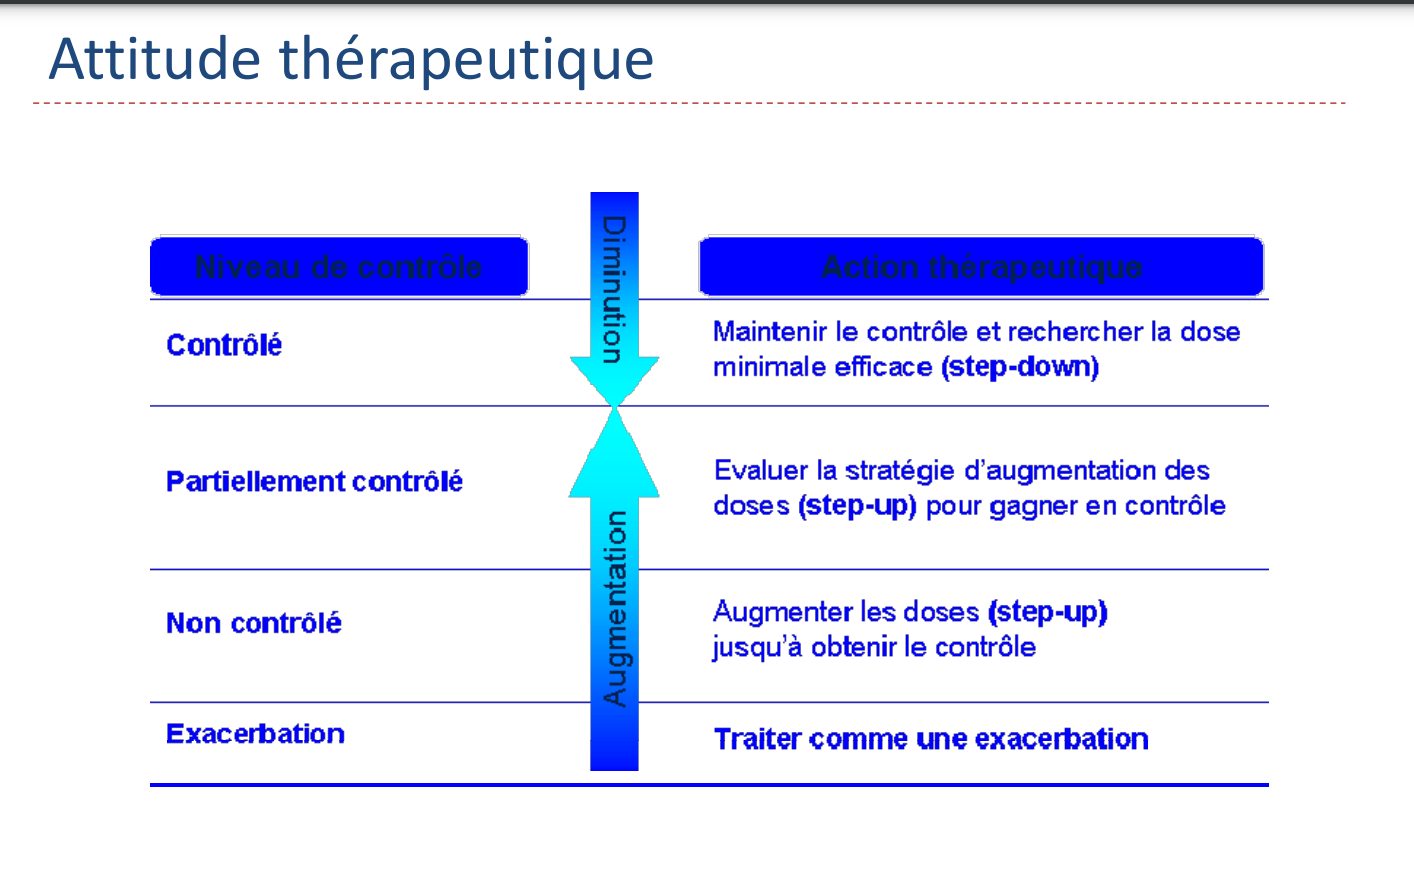 Attitude thérapeutique
Niveau de contrôle
Diminution
Action thérapeutique
Contrôlé
Maintenir le contrôle et rechercher la dose
minimale efficace (step-down)
Partiellement contrôlé
Evaluer la stratégie d'augmentation des
doses (step-up) pour gagner en contrôle
Augmentation
Non contrôlé
Augmenter les doses (step-up)
jusqu'à obtenir le contrôle
Exacerbation
Traiter comme une exacerbation